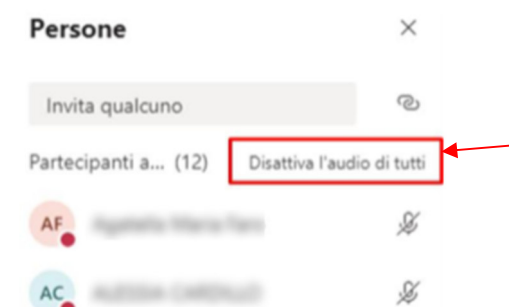 Persone
Invita qualcuno
Partecipanti a... (12) Disattiva l'audio di tutti
AF
AC